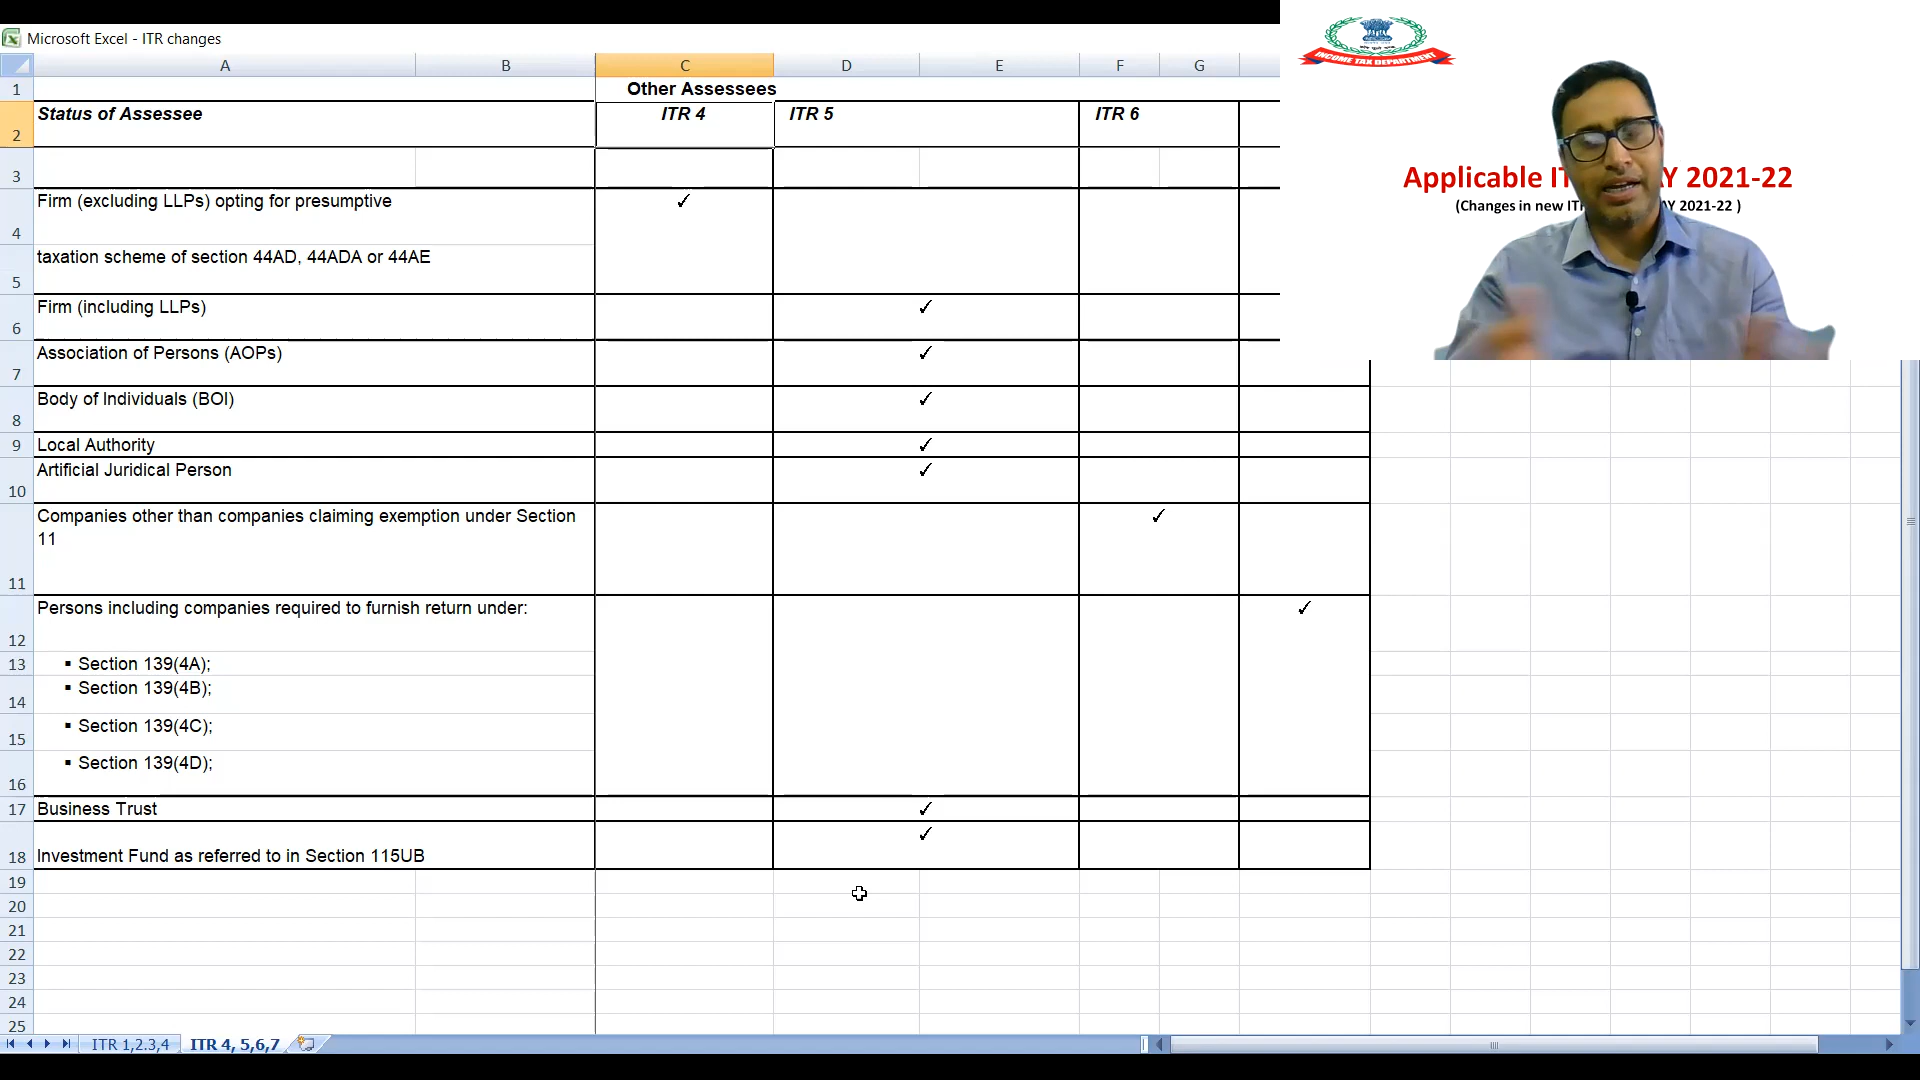 Microsoft Excel - ITR changes
A B C D E F G
1 Other Assessees
2 Status of Assessee ITR 4 ITR 5 ITR 6
3
4 Firm (excluding LLPs) opting for presumptive ✓
5 taxation scheme of section 44AD, 44ADA or 44AE
6 Firm (including LLPs) ✓
7 Association of Persons (AOPs) ✓
8 Body of Individuals (BOI) ✓
9 Local Authority ✓
10 Artificial Juridical Person ✓
11 Companies other than companies claiming exemption under Section ✓
11
12 Persons including companies required to furnish return under: ✓
13 ▪ Section 139(4A);
14 ▪ Section 139(4B);
15 ▪ Section 139(4C);
16 ▪ Section 139(4D);
17 Business Trust ✓
18 Investment Fund as referred to in Section 115UB ✓
19
20
21
22
23
24
25
ITR 1,2.3,4 ITR 4, 5,6,7
INCOME TAX DEPARTMENT
Applicable AY 2021-22
(Changes in new AY 2021-22 )